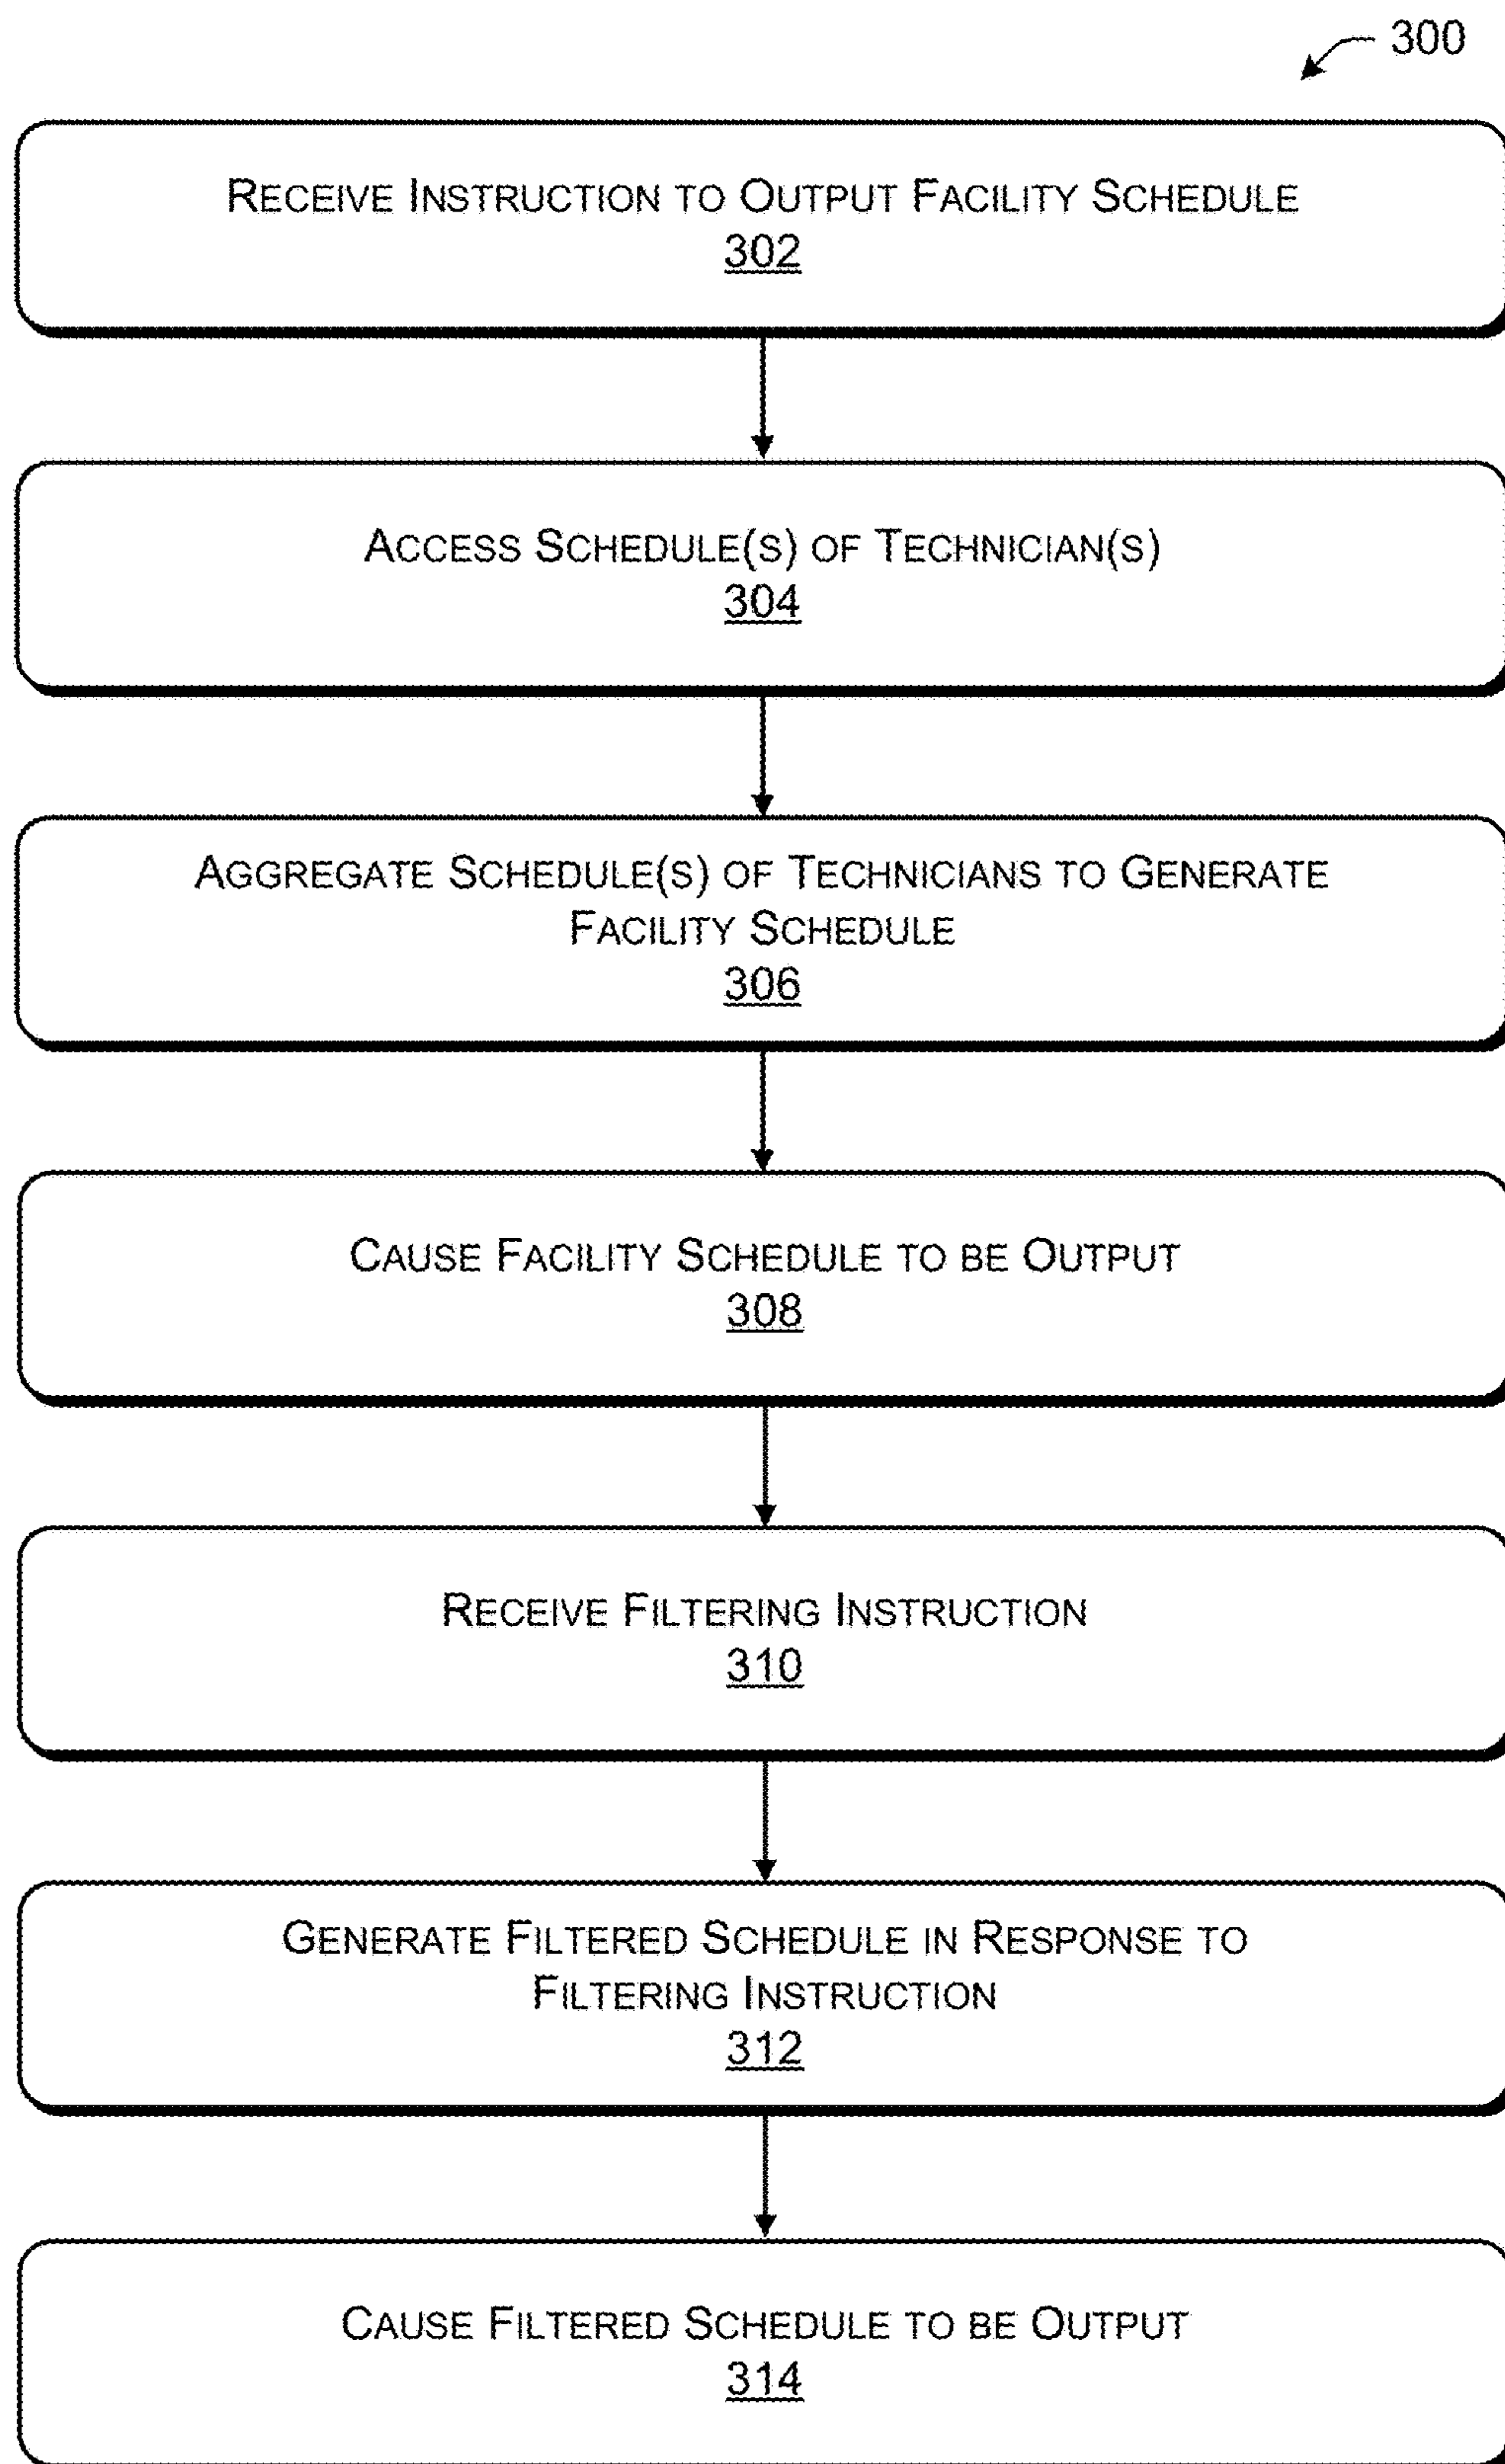 300
RECEIVE INSTRUCTION TO OUTPUT FACILITY SCHEDULE
302
ACCESS SCHEDULE(S) OF TECHNICIAN(S)
304
AGGREGATE SCHEDULE(S) OF TECHNICIANS TO GENERATE
FACILITY SCHEDULE
306
CAUSE FACILITY SCHEDULE TO BE OUTPUT
308
RECEIVE FILTERING INSTRUCTION
310
GENERATE FILTERED SCHEDULE IN RESPONSE TO
FILTERING INSTRUCTION
312
CAUSE FILTERED SCHEDULE TO BE OUTPUT
314